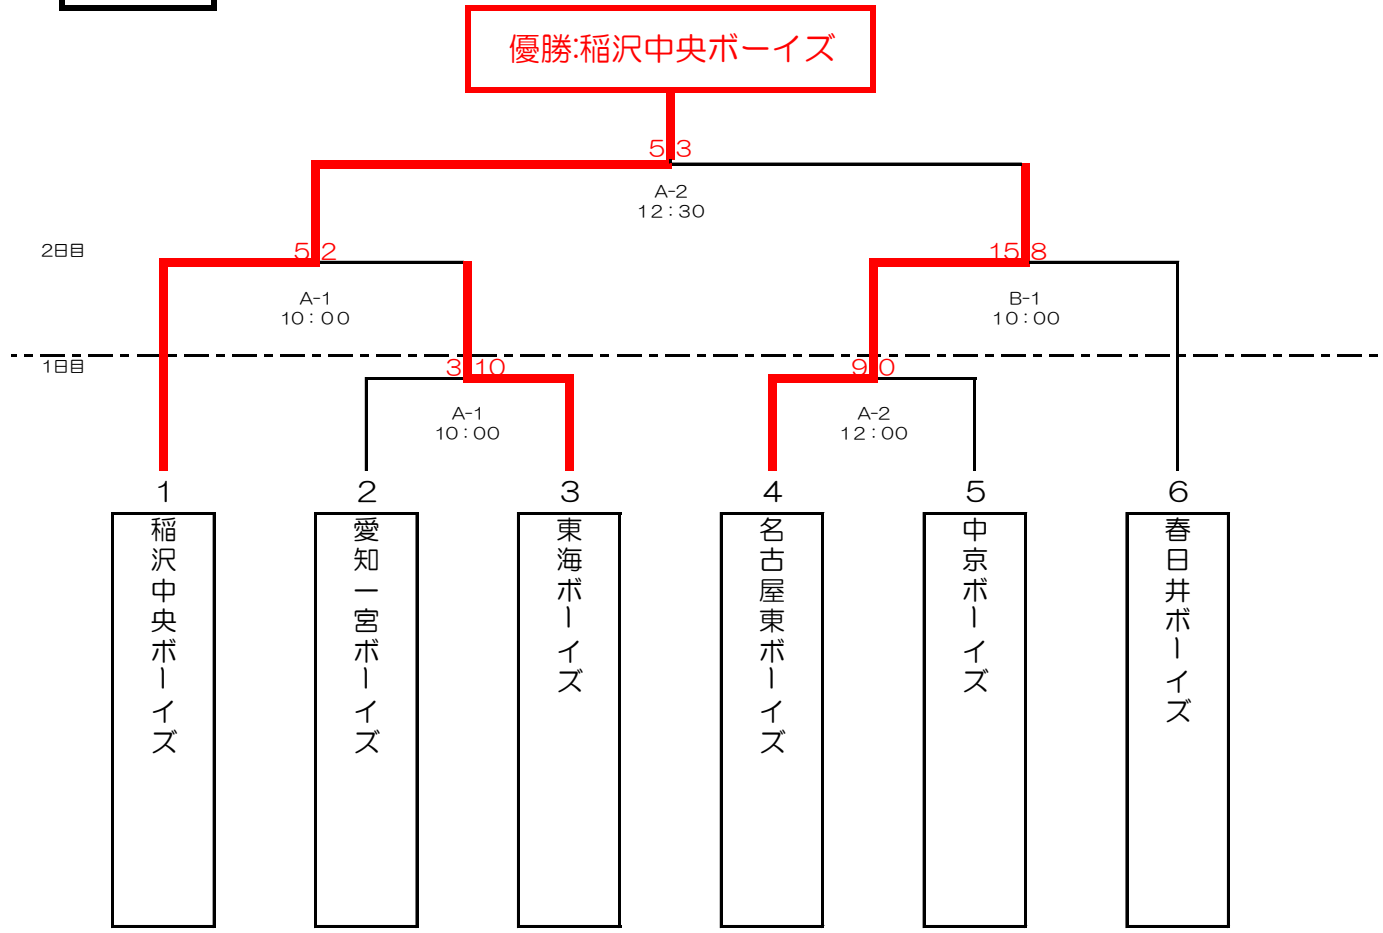 優勝:稲沢中央ボーイズ
5 3
A-2
12：30
2日目
5 2
15 8
A-1
10：00
B-1
10：00
1日目
3 10
9 0
A-1
10：00
A-2
12：00
1
2
3
4
5
6
稲沢中央ボーイズ
愛知一宮ボーイズ
東海ボーイズ
名古屋東ボーイズ
中京ボーイズ
春日井ボーイズ